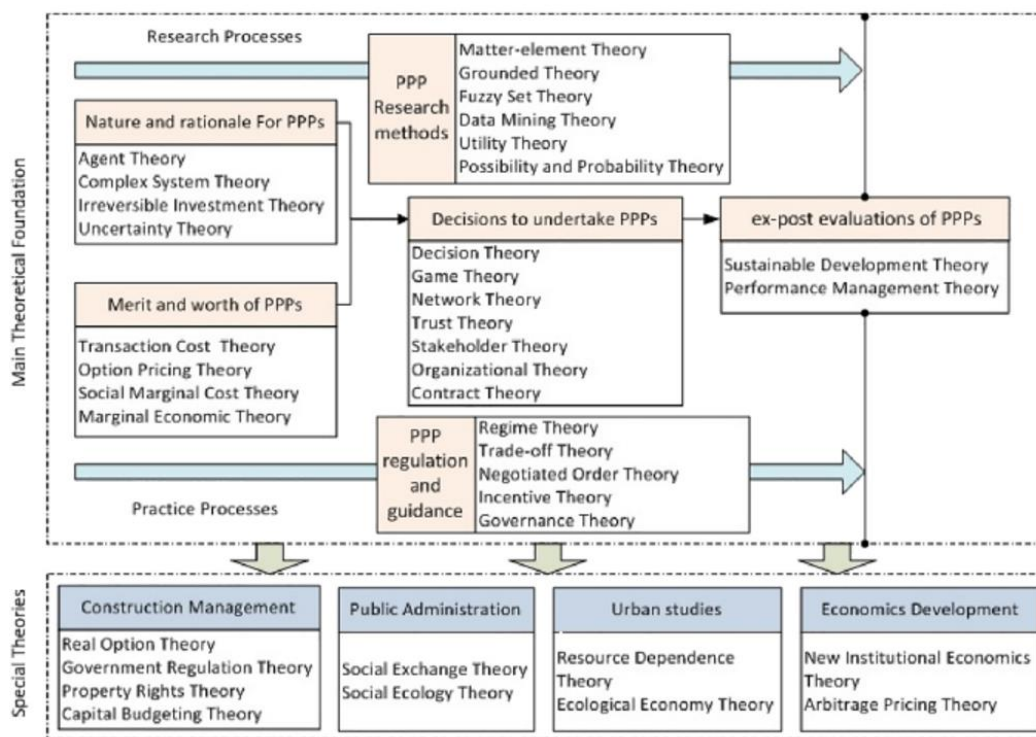 Main Theoretical Foundation
Research Processes
PPP
Research
methods
Matter-element Theory
Grounded Theory
Fuzzy Set Theory
Data Mining Theory
Utility Theory
Possibility and Probability Theory
Nature and rationale For PPPs
Agent Theory
Complex System Theory
Irreversible Investment Theory
Uncertainty Theory
Merit and worth of PPPs
Transaction Cost Theory
Option Pricing Theory
Social Marginal Cost Theory
Marginal Economic Theory
Decisions to undertake PPPs
Decision Theory
Game Theory
Network Theory
Trust Theory
Stakeholder Theory
Organizational Theory
Contract Theory
ex-post evaluations of PPPs
Sustainable Development Theory
Performance Management Theory
Practice Processes
PPP
regulation
and
guidance
Regime Theory
Trade-off Theory
Negotiated Order Theory
Incentive Theory
Governance Theory
Special Theories
Construction Management
Real Option Theory
Government Regulation Theory
Property Rights Theory
Capital Budgeting Theory
Public Administration
Social Exchange Theory
Social Ecology Theory
Urban studies
Resource Dependence
Theory
Ecological Economy Theory
Economics Development
New Institutional Economics
Theory
Arbitrage Pricing Theory